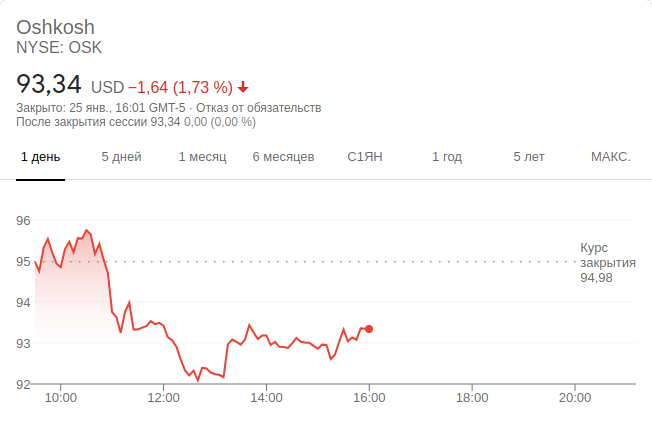 Oshkosh
NYSE: OSK
93,34 USD −1,64 (1,73 %)
Закрыто: 25 янв., 16:01 GMT-5 · Отказ от обязательств
После закрытия сессии 93,34 0,00 (0,00 %)
1 день 5 дней 1 месяц 6 месяцев С1ЯН 1 год 5 лет МАКС.
96
95
94
93
92
Курс
закрытия
94,98
10:00 12:00 14:00 16:00 18:00 20:00